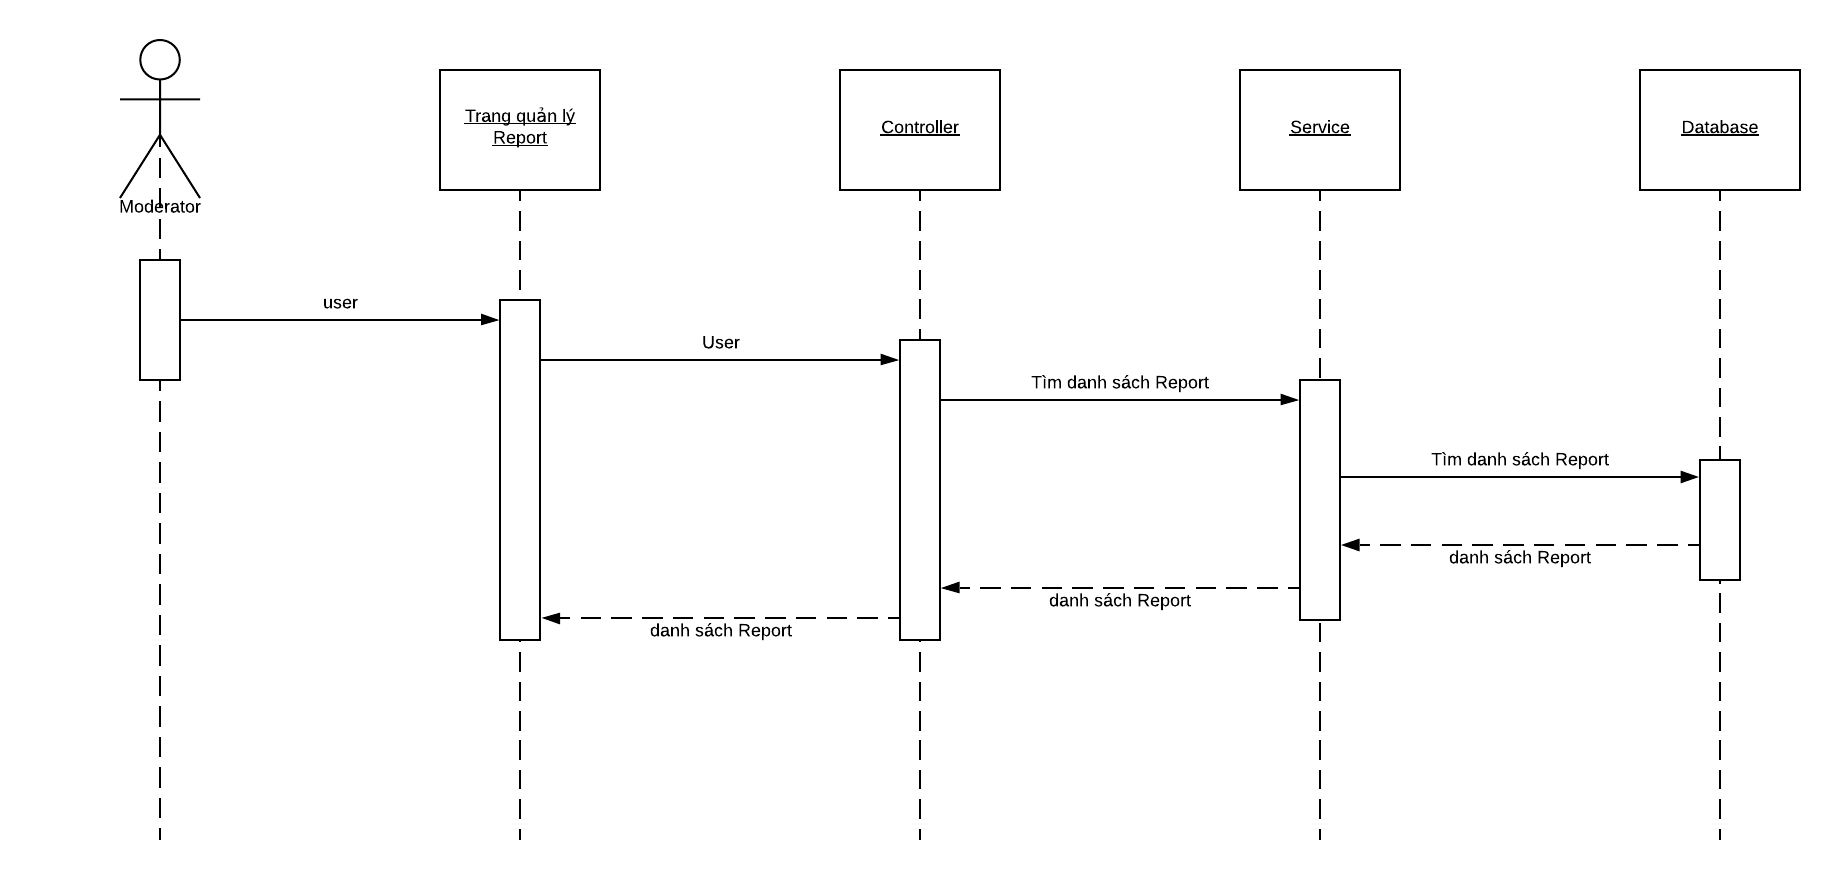 Trang quản lý
Report
Controller
Service
Database
Moderator
user
User
Tìm danh sách Report
Tìm danh sách Report
danh sách Report
danh sách Report
danh sách Report